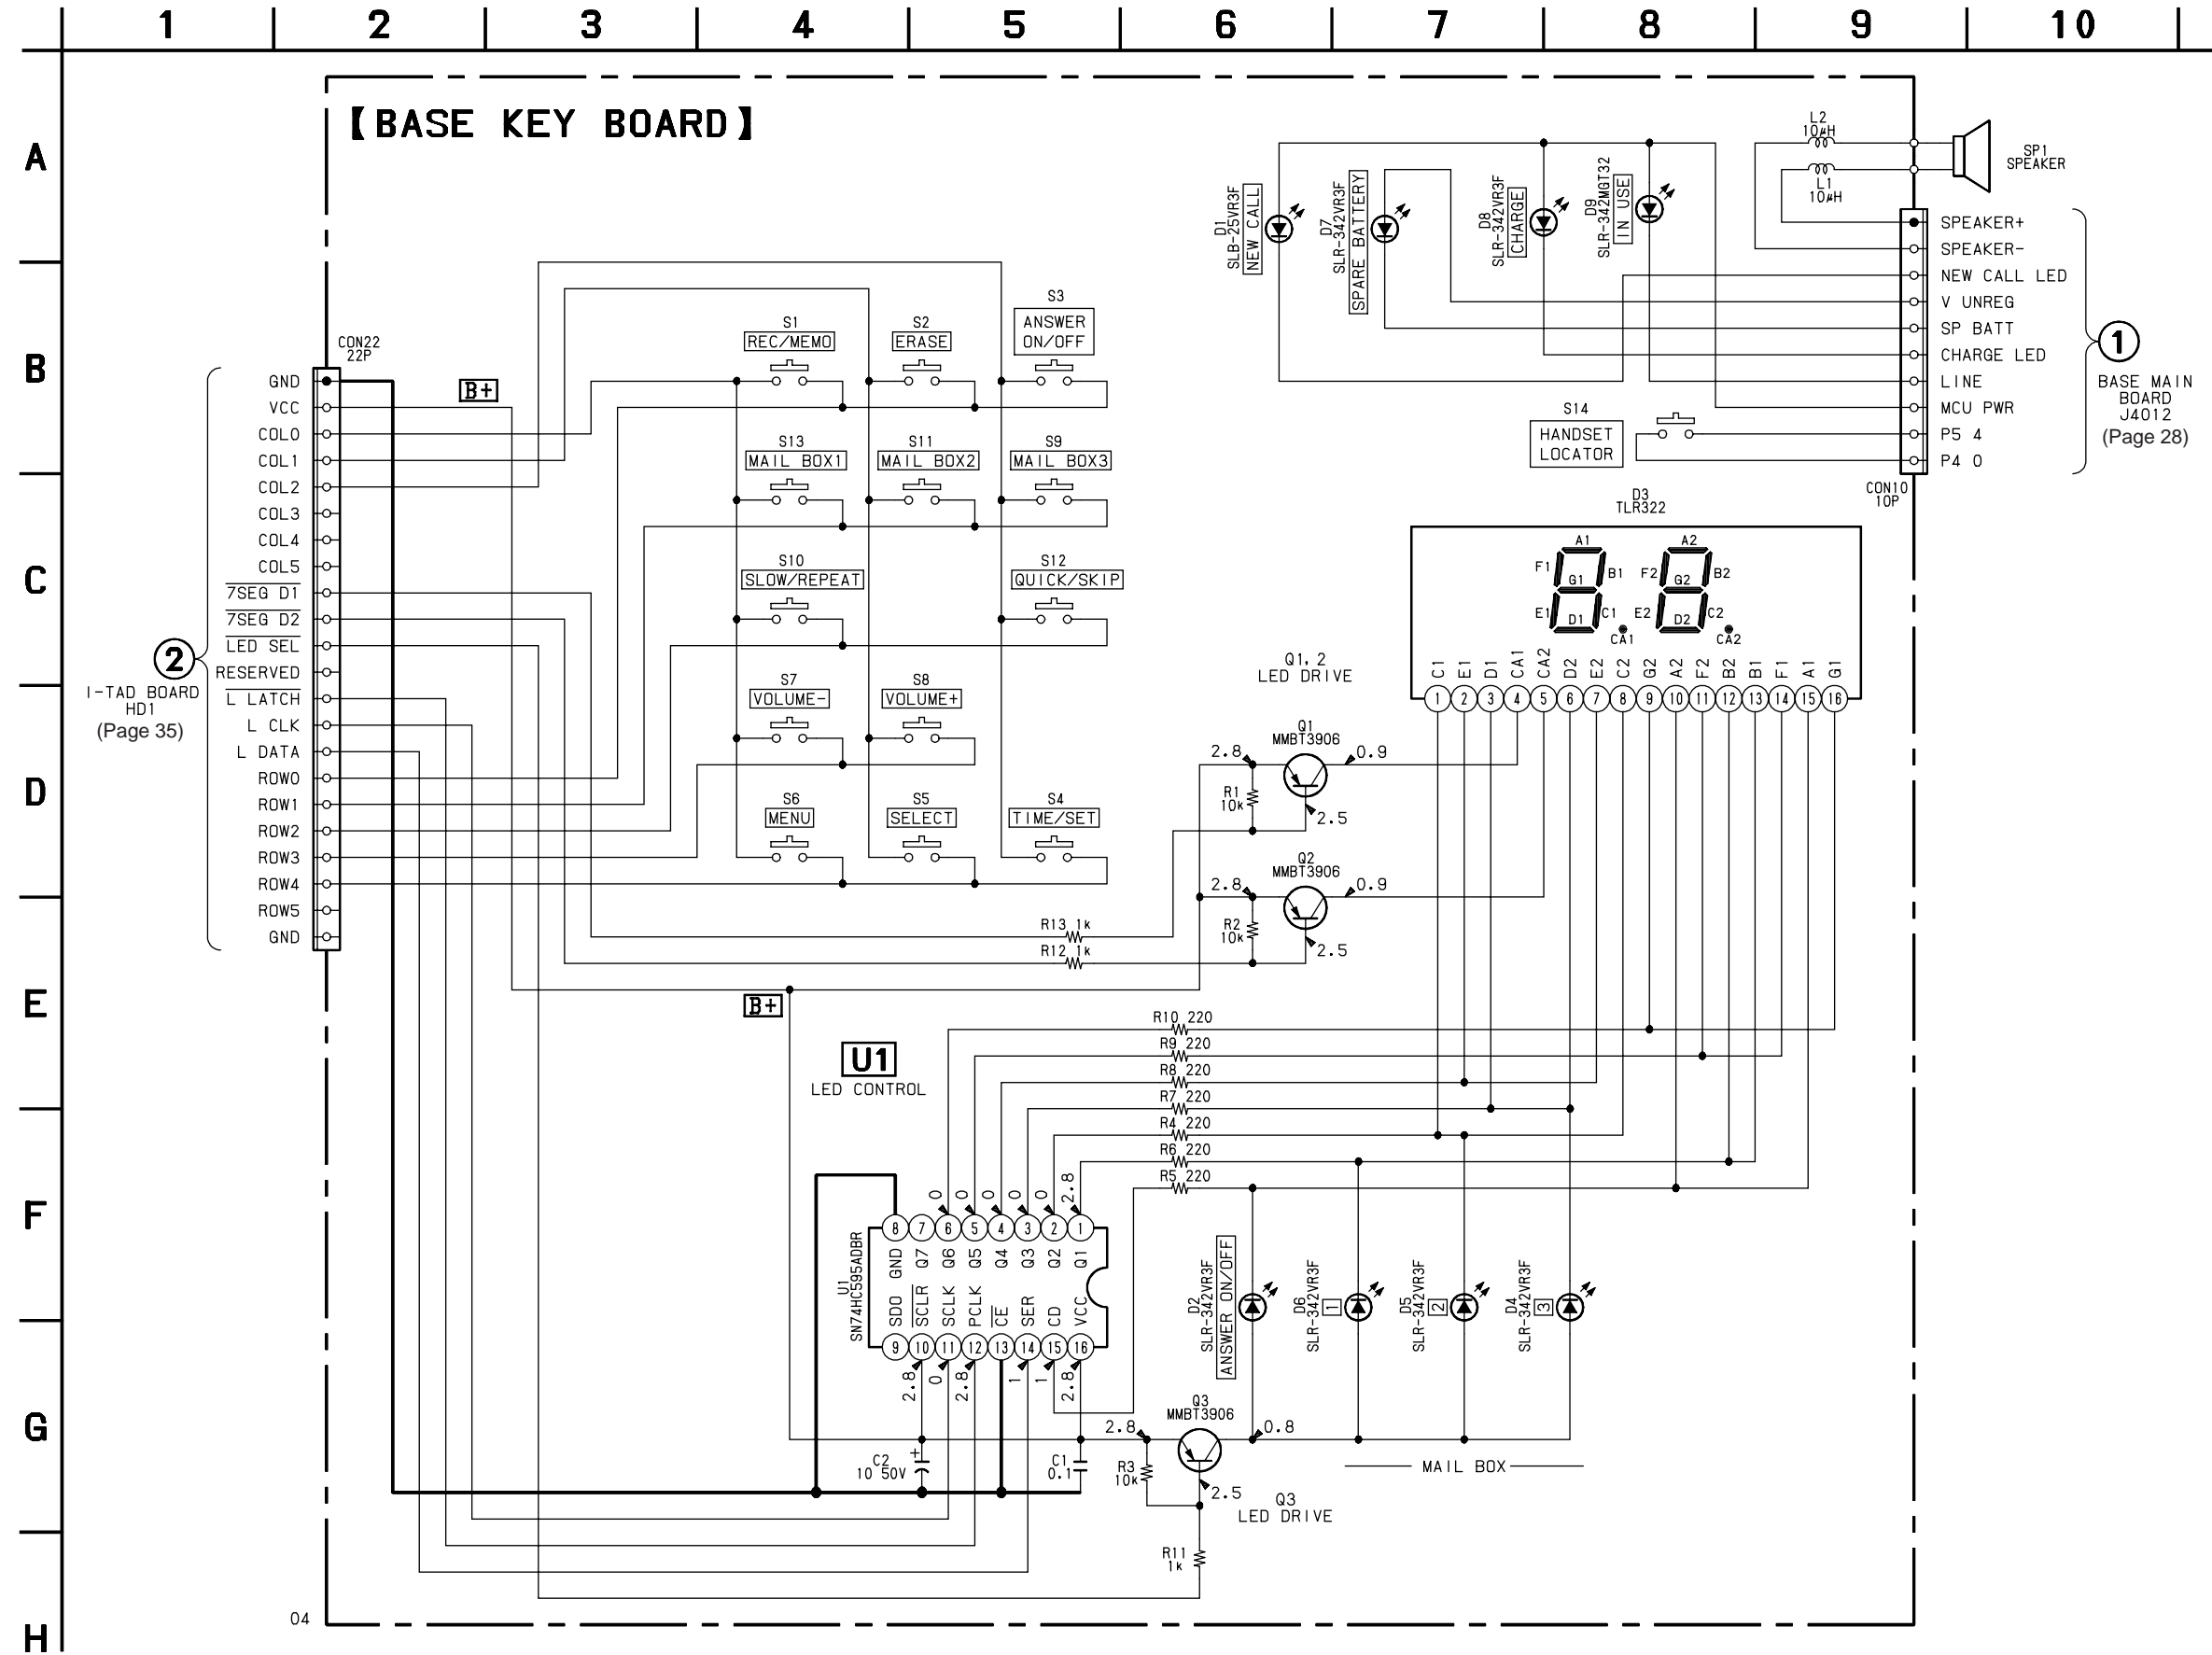 1 2 3 4 5 6 7 8 9 10
A
B
C
D
E
F
G
H
【BASE KEY BOARD】
L2
10µH
L1
10µH
SP1
SPEAKER
D1
SLB-25VR3F
NEW CALL
D7
SLR-342VR3F
SPARE BATTERY
D8
SLR-342VR3F
CHARGE
D9
SLR-342MGT32
IN USE
SPEAKER+
SPEAKER-
NEW CALL LED
V UNREG
SP BATT
CHARGE LED
LINE
MCU PWR
P5 4
P4 0
CON10
10P
1
BASE MAIN
BOARD
J4012
(Page 28)
S14
HANDSET
LOCATOR
CON22
22P
GND
VCC
COL0
COL1
COL2
COL3
COL4
COL5
7SEG D1
7SEG D2
LED SEL
RESERVED
L LATCH
L CLK
L DATA
ROW0
ROW1
ROW2
ROW3
ROW4
ROW5
GND
2
I-TAD BOARD
HD1
(Page 35)
B+
S1
REC/MEMO
S2
ERASE
S3
ANSWER
ON/OFF
S13
MAIL BOX1
S11
MAIL BOX2
S9
MAIL BOX3
S10
SLOW/REPEAT
S12
QUICK/SKIP
S7
VOLUME-
S8
VOLUME+
S6
MENU
S5
SELECT
S4
TIME/SET
D3
TLR322
A1 A2
F1 G1 B1 F2 G2 B2
E1 D1 C1 E2 D2 C2
CA1 CA2
C1 E1 D1 CA1 CA2 D2 E2 C2 G2 A2 F2 B2 B1 F1 A1 G1
1 2 3 4 5 6 7 8 9 10 11 12 13 14 15 16
Q1,2
LED DRIVE
Q1
MMBT3906
2.8
0.9
R1
10k
2.5
Q2
MMBT3906
2.8
0.9
R2
10k
2.5
R13 1k
R12 1k
B+
U1
LED CONTROL
R10 220
R9 220
R8 220
R7 220
R4 220
R6 220
R5 220
0 0 0 0 0 2.8
8 7 6 5 4 3 2 1
GND Q7 Q6 Q5 Q4 Q3 Q2 Q1
U1
SN74HC595ADBR
SDO SCLR SCLK PCLK CE SER CD VCC
9 10 11 12 13 14 15 16
2.8 0 2.8 1 1 2.8
D2
SLR-342VR3F
ANSWER ON/OFF
D6
SLR-342VR3F
1
D5
SLR-342VR3F
2
D4
SLR-342VR3F
3
C2
10 50V
C1
0.1
R3
10k
2.8
Q3
MMBT3906
0.8
2.5
Q3
LED DRIVE
MAIL BOX
R11
1k
04